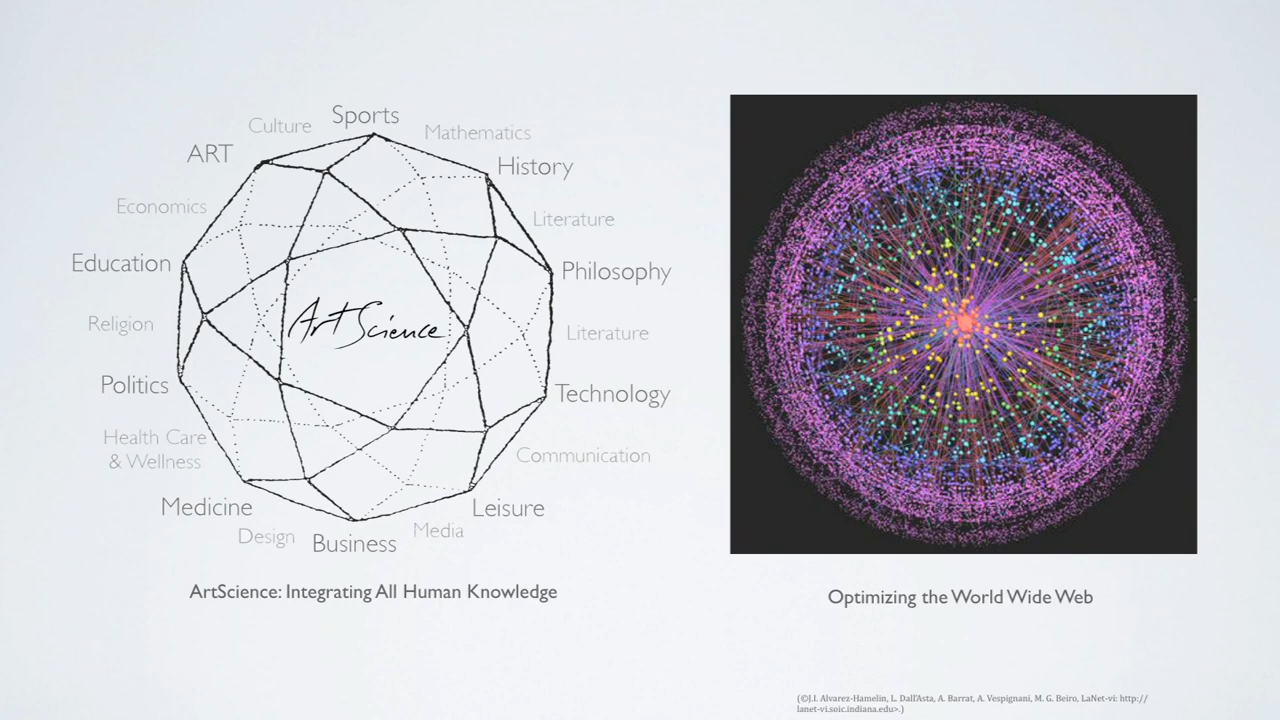 Sports
Culture
Mathematics
ART
History
Economics
Literature
Education
Philosophy
ArtScience
Religion
Literature
Politics
Technology
Health Care
& Wellness
Communication
Medicine
Leisure
Design
Media
Business
ArtScience: Integrating All Human Knowledge
Optimizing the World Wide Web
(©J.I. Alvarez-Hamelin, L. Dall'Asta, A. Barrat, A. Vespignani, M. G. Beiro, LaNet-vi: http://
lanet-vi.soic.indiana.edu>.)